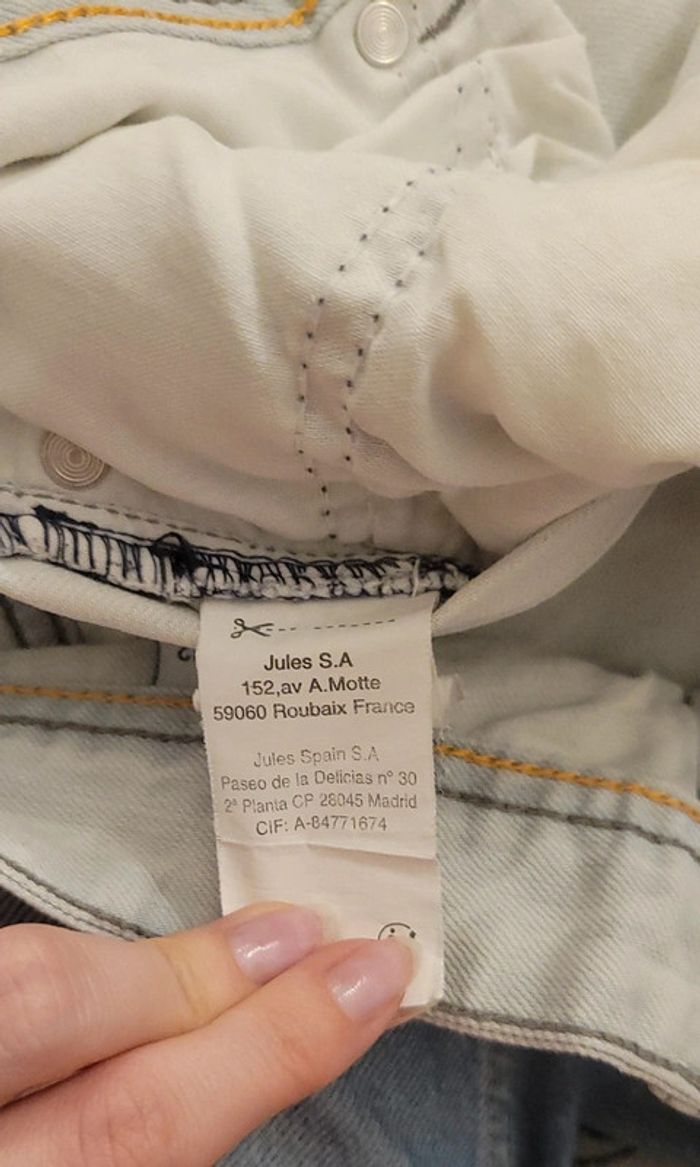 Jules S.A
152,av A.Motte
59060 Roubaix France
Jules Spain S.A
Paseo de la Delicias nº 30
2ª Planta CP 28045 Madrid
CIF: A-84771674